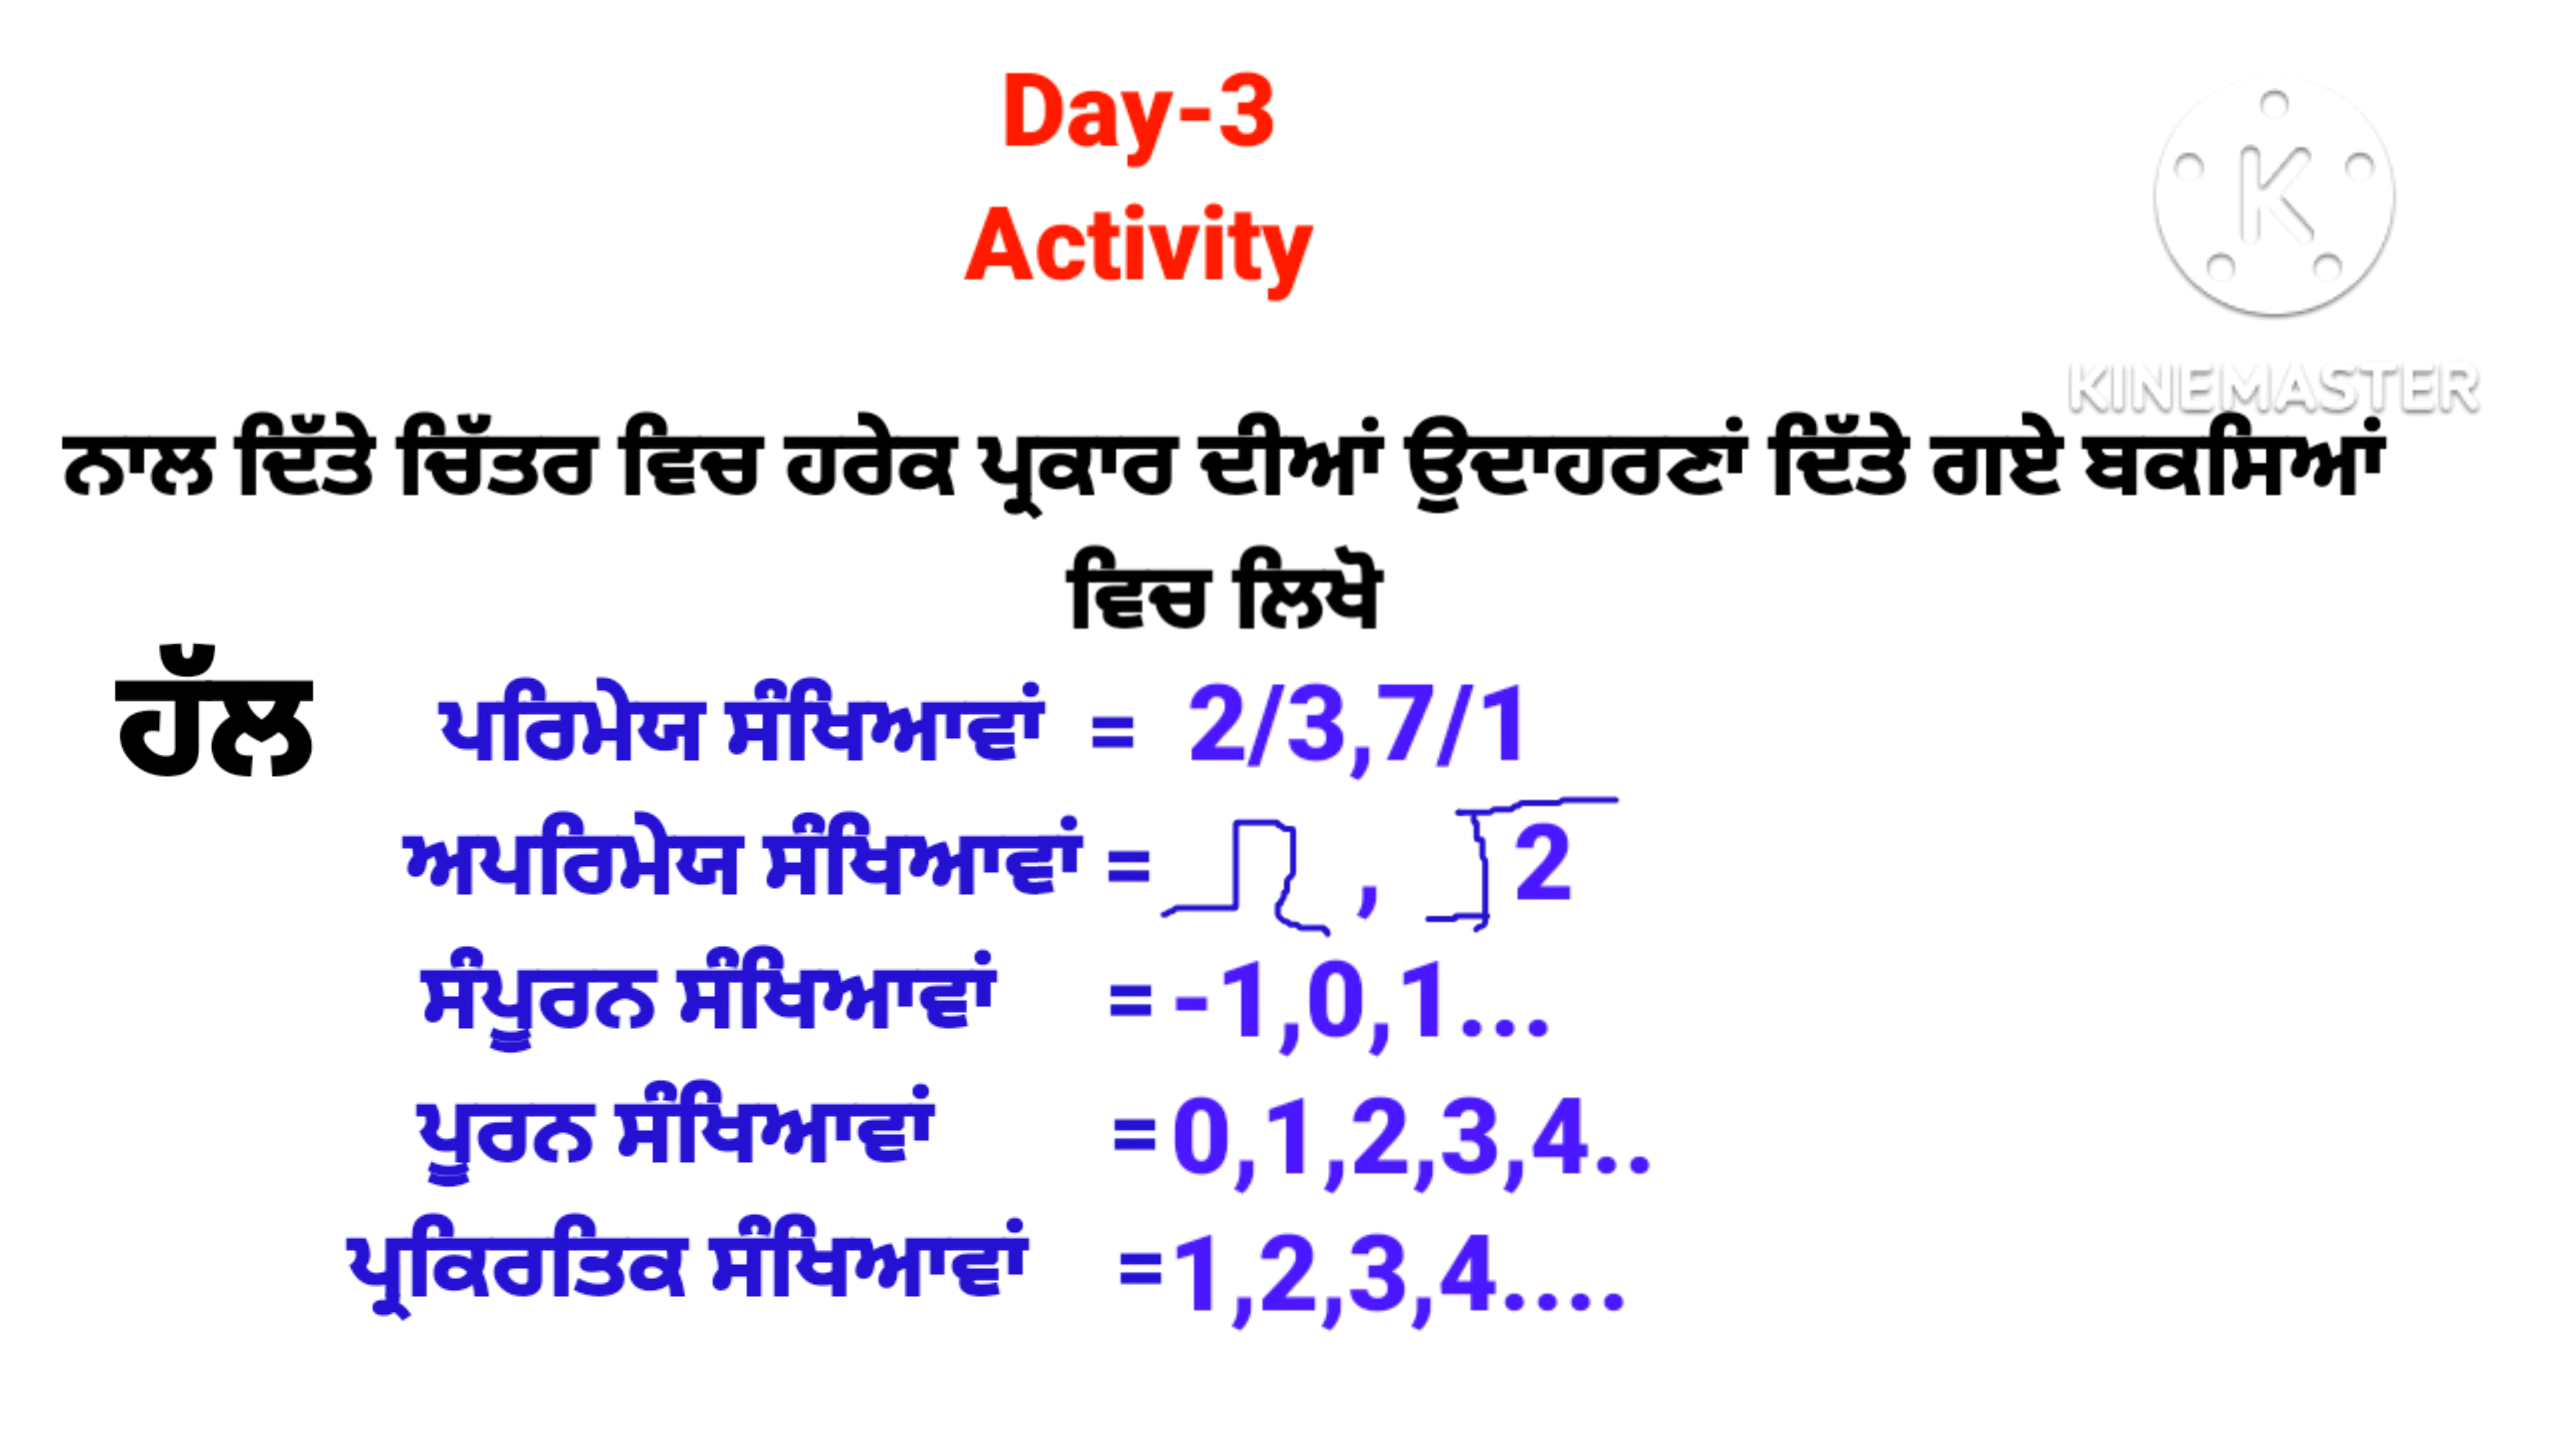 Day-3
Activity
KINEMASTER
ਨਾਲ ਦਿੱਤੇ ਚਿੱਤਰ ਵਿਚ ਹਰੇਕ ਪ੍ਰਕਾਰ ਦੀਆਂ ਉਦਾਹਰਣਾਂ ਦਿੱਤੇ ਗਏ ਬਕਸਿਆਂ
ਵਿਚ ਲਿਖੋ
ਹੱਲ ਪਰਿਮੇਯ ਸੰਖਿਆਵਾਂ = 2/3,7/1
ਅਪਰਿਮੇਯ ਸੰਖਿਆਵਾਂ = , √2
ਸੰਪੂਰਨ ਸੰਖਿਆਵਾਂ = -1,0,1...
ਪੂਰਨ ਸੰਖਿਆਵਾਂ =0,1,2,3,4..
ਪ੍ਰਕਿਰਤਿਕ ਸੰਖਿਆਵਾਂ =1,2,3,4....